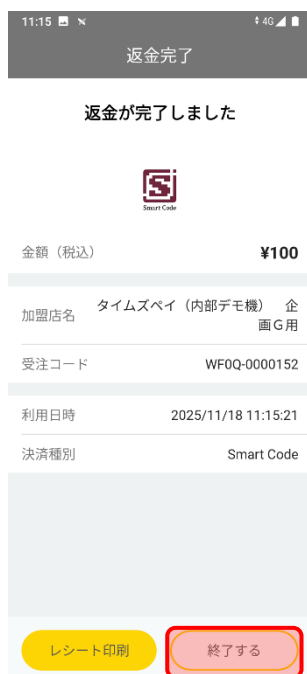 11:15 4G
返金完了
返金が完了しました
Smart Code
金額（税込） ¥100
加盟店名 タイムズペイ（内部デモ機） 企
画G用
受注コード WF0Q-0000152
利用日時 2025/11/18 11:15:21
決済種別 Smart Code
レシート印刷 終了する